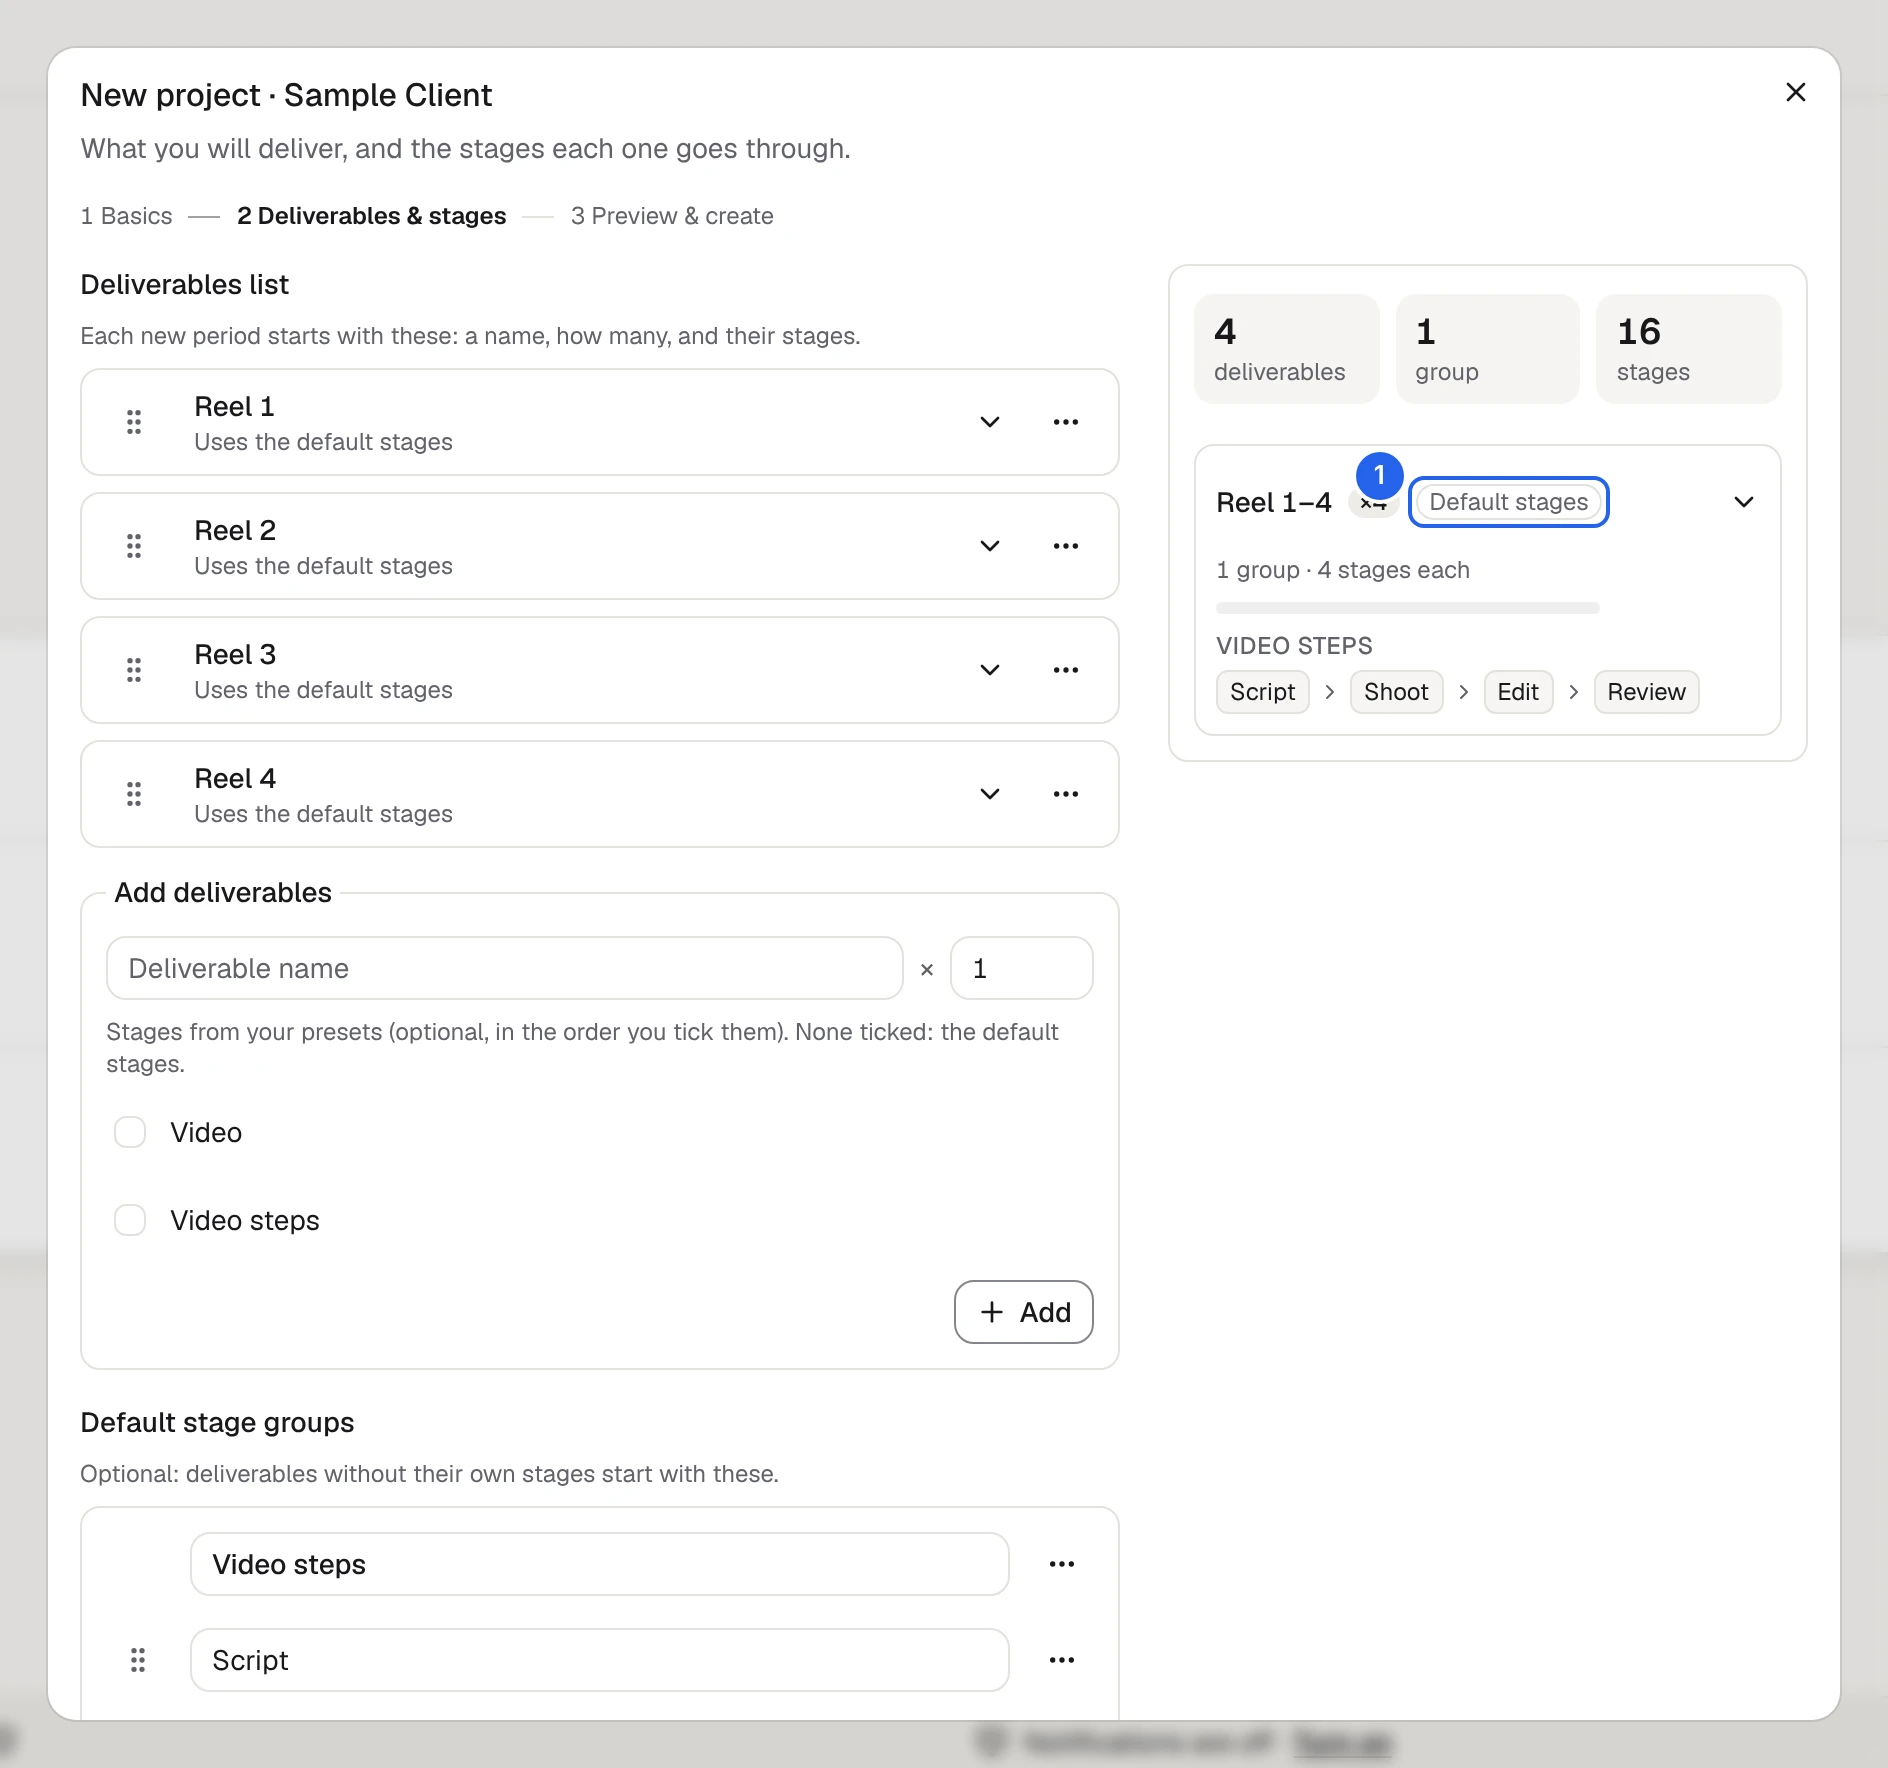 New project · Sample Client
What you will deliver, and the stages each one goes through.
1 Basics
2 Deliverables & stages
3 Preview & create
Deliverables list
Each new period starts with these: a name, how many, and their stages.
Reel 1
Uses the default stages
Reel 2
Uses the default stages
Reel 3
Uses the default stages
Reel 4
Uses the default stages
Add deliverables
Deliverable name
×
1
Stages from your presets (optional, in the order you tick them). None ticked: the default
stages.
Video
Video steps
+ Add
Default stage groups
Optional: deliverables without their own stages start with these.
Video steps
Script
4
deliverables
1
group
16
stages
1
Reel 1–4
×4
Default stages
1 group · 4 stages each
VIDEO STEPS
Script > Shoot > Edit > Review
Notifications are off
Turn on